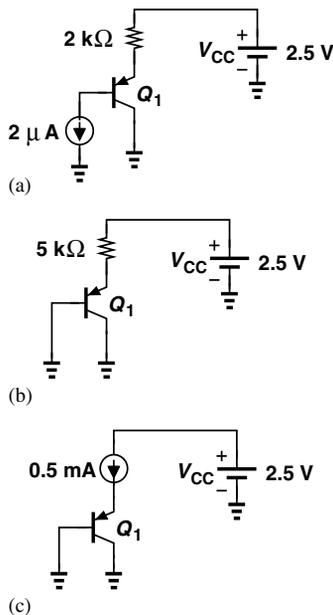 2 kΩ
VCC
+
−
2.5 V
Q1
2 μ A
(a)
5 kΩ
VCC
+
−
2.5 V
Q1
(b)
0.5 mA
VCC
+
−
2.5 V
Q1
(c)